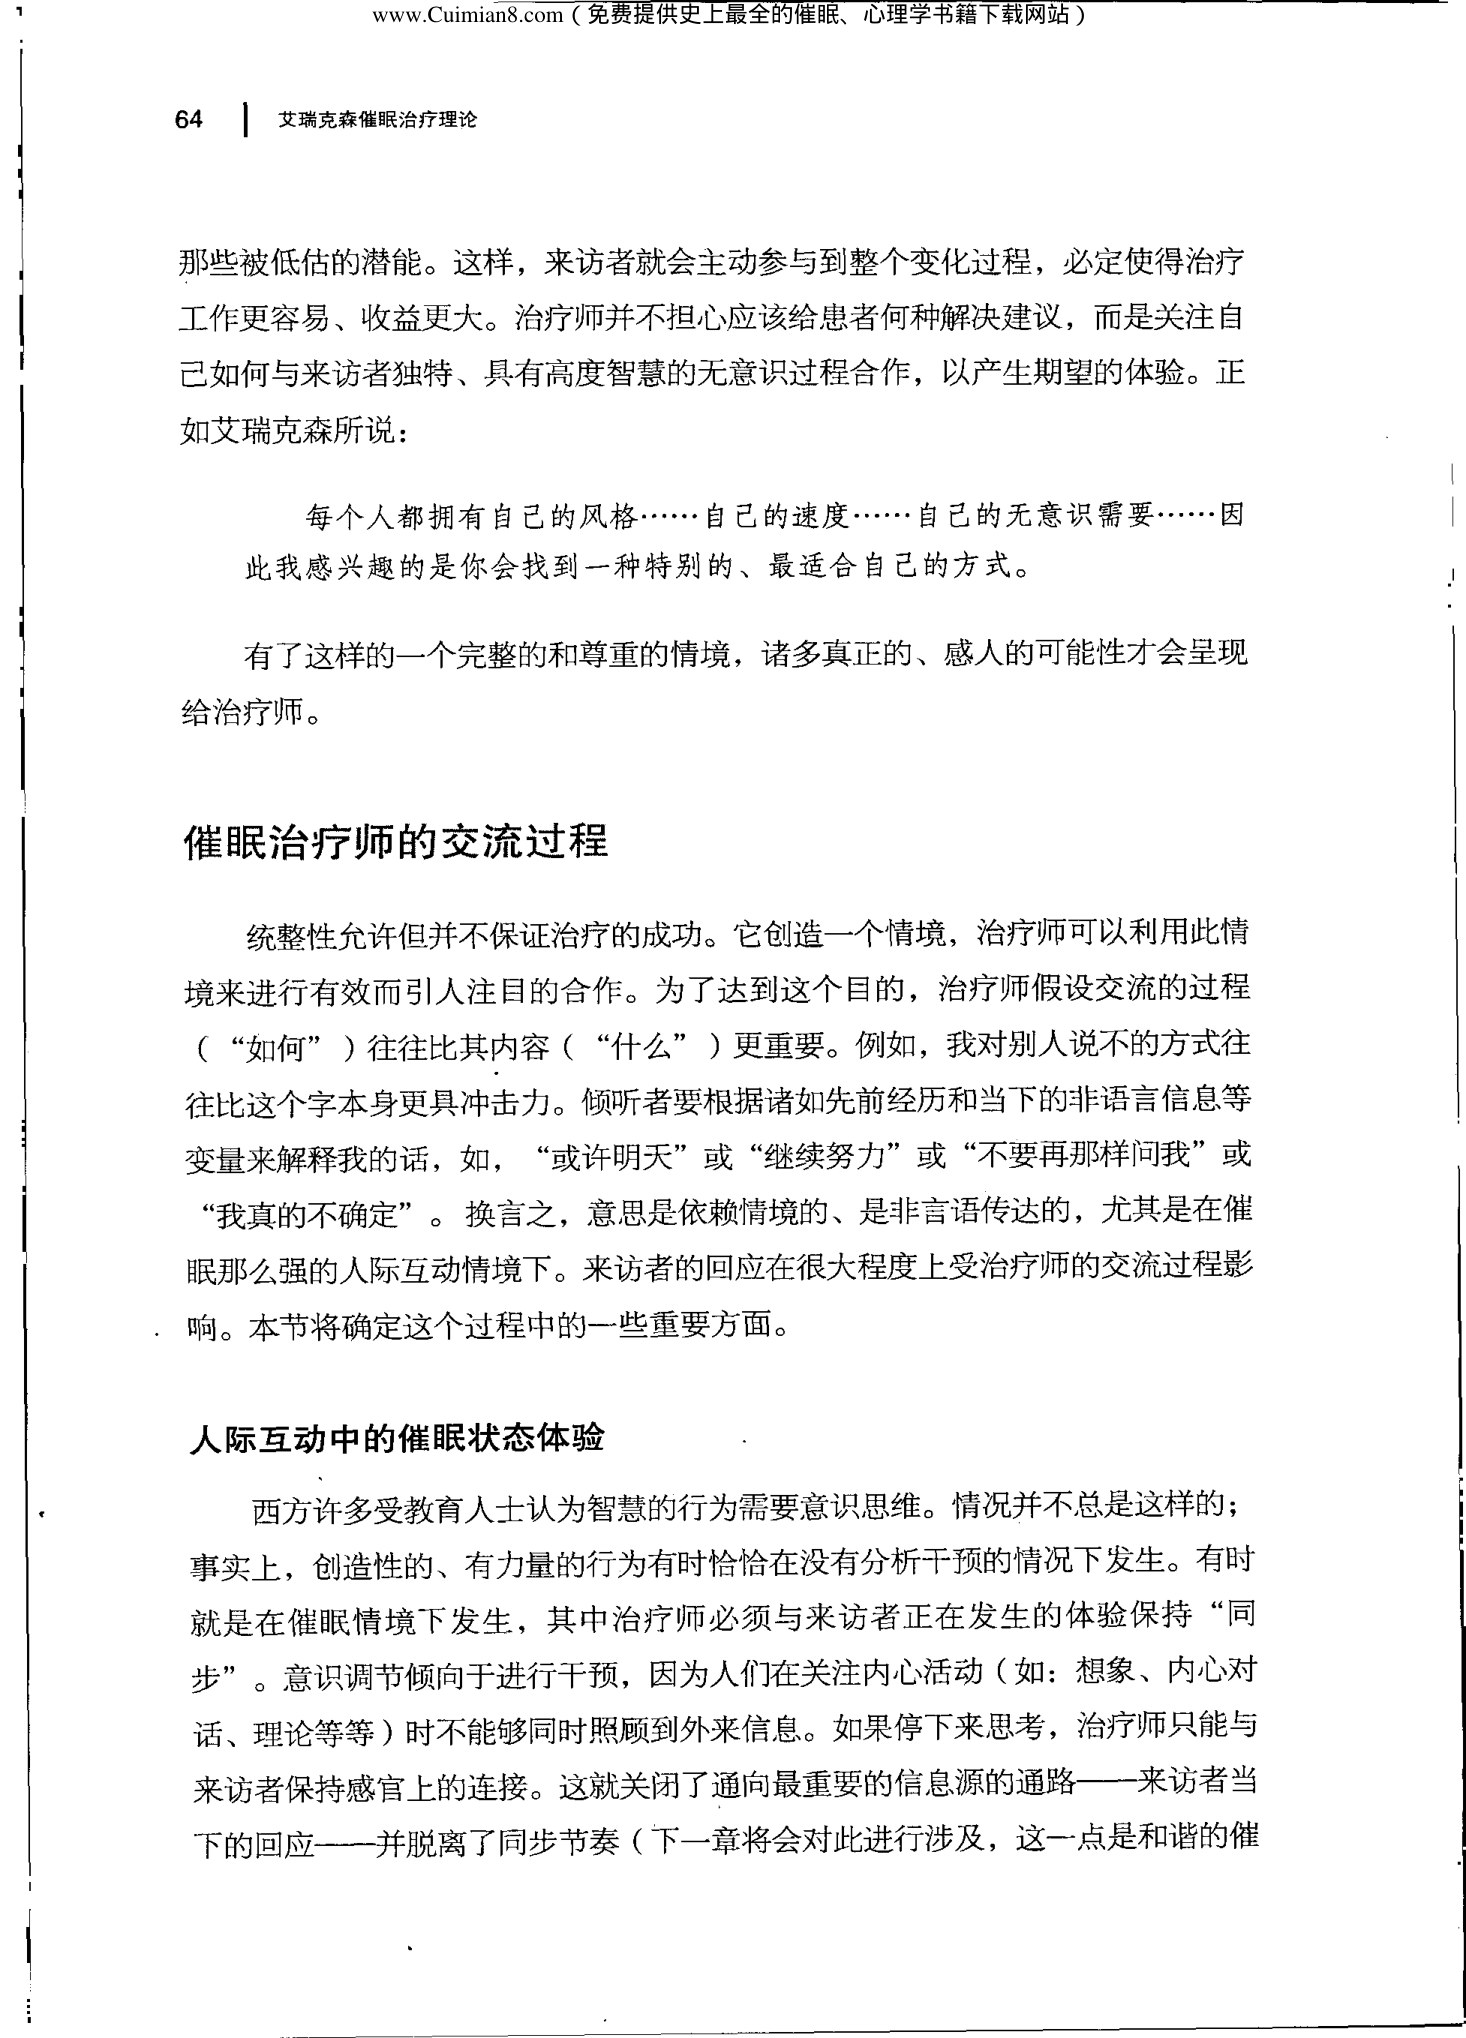 www.Cuimian8.com（免费提供史上最全的催眠、心理学书籍下载网站）
64 艾瑞克森催眠治疗理论
那些被低估的潜能。这样，来访者就会主动参与到整个变化过程，必定使得治疗
工作更容易、收益更大。治疗师并不担心应该给患者何种解决建议，而是关注自
己如何与来访者独特、具有高度智慧的无意识过程合作，以产生期望的体验。正
如艾瑞克森所说：
每个人都拥有自己的风格……自己的速度……自己的无意识需要……因
此我感兴趣的是你会找到一种特别的、最适合自己的方式。
有了这样的一个完整的和尊重的情境，诸多真正的、感人的可能性才会呈现
给治疗师。
催眠治疗师的交流过程
统整性允许但并不保证治疗的成功。它创造一个情境，治疗师可以利用此情
境来进行有效而引人注目的合作。为了达到这个目的，治疗师假设交流的过程
（“如何”）往往比其内容（“什么”）更重要。例如，我对别人说不的方式往
往比这个字本身更具冲击力。倾听者要根据诸如先前经历和当下的非语言信息等
变量来解释我的话，如，“或许明天”或“继续努力”或“不要再那样问我”或
“我真的不确定”。换言之，意思是依赖情境的、是非言语传达的，尤其是在催
眠那么强的人际互动情境下。来访者的回应在很大程度上受治疗师的交流过程影
响。本节将确定这个过程中的一些重要方面。
人际互动中的催眠状态体验
西方许多受教育人士认为智慧的行为需要意识思维。情况并不总是这样的；
事实上，创造性的、有力量的行为有时恰恰在没有分析干预的情况下发生。有时
就是在催眠情境下发生，其中治疗师必须与来访者正在发生的体验保持“同
步”。意识调节倾向于进行干预，因为人们在关注内心活动（如：想象、内心对
话、理论等等）时不能够同时照顾到外来信息。如果停下来思考，治疗师只能与
来访者保持感官上的连接。这就关闭了通向最重要的信息源的通路——来访者当
下的回应——并脱离了同步节奏（下一章将会对此进行涉及，这一点是和谐的催